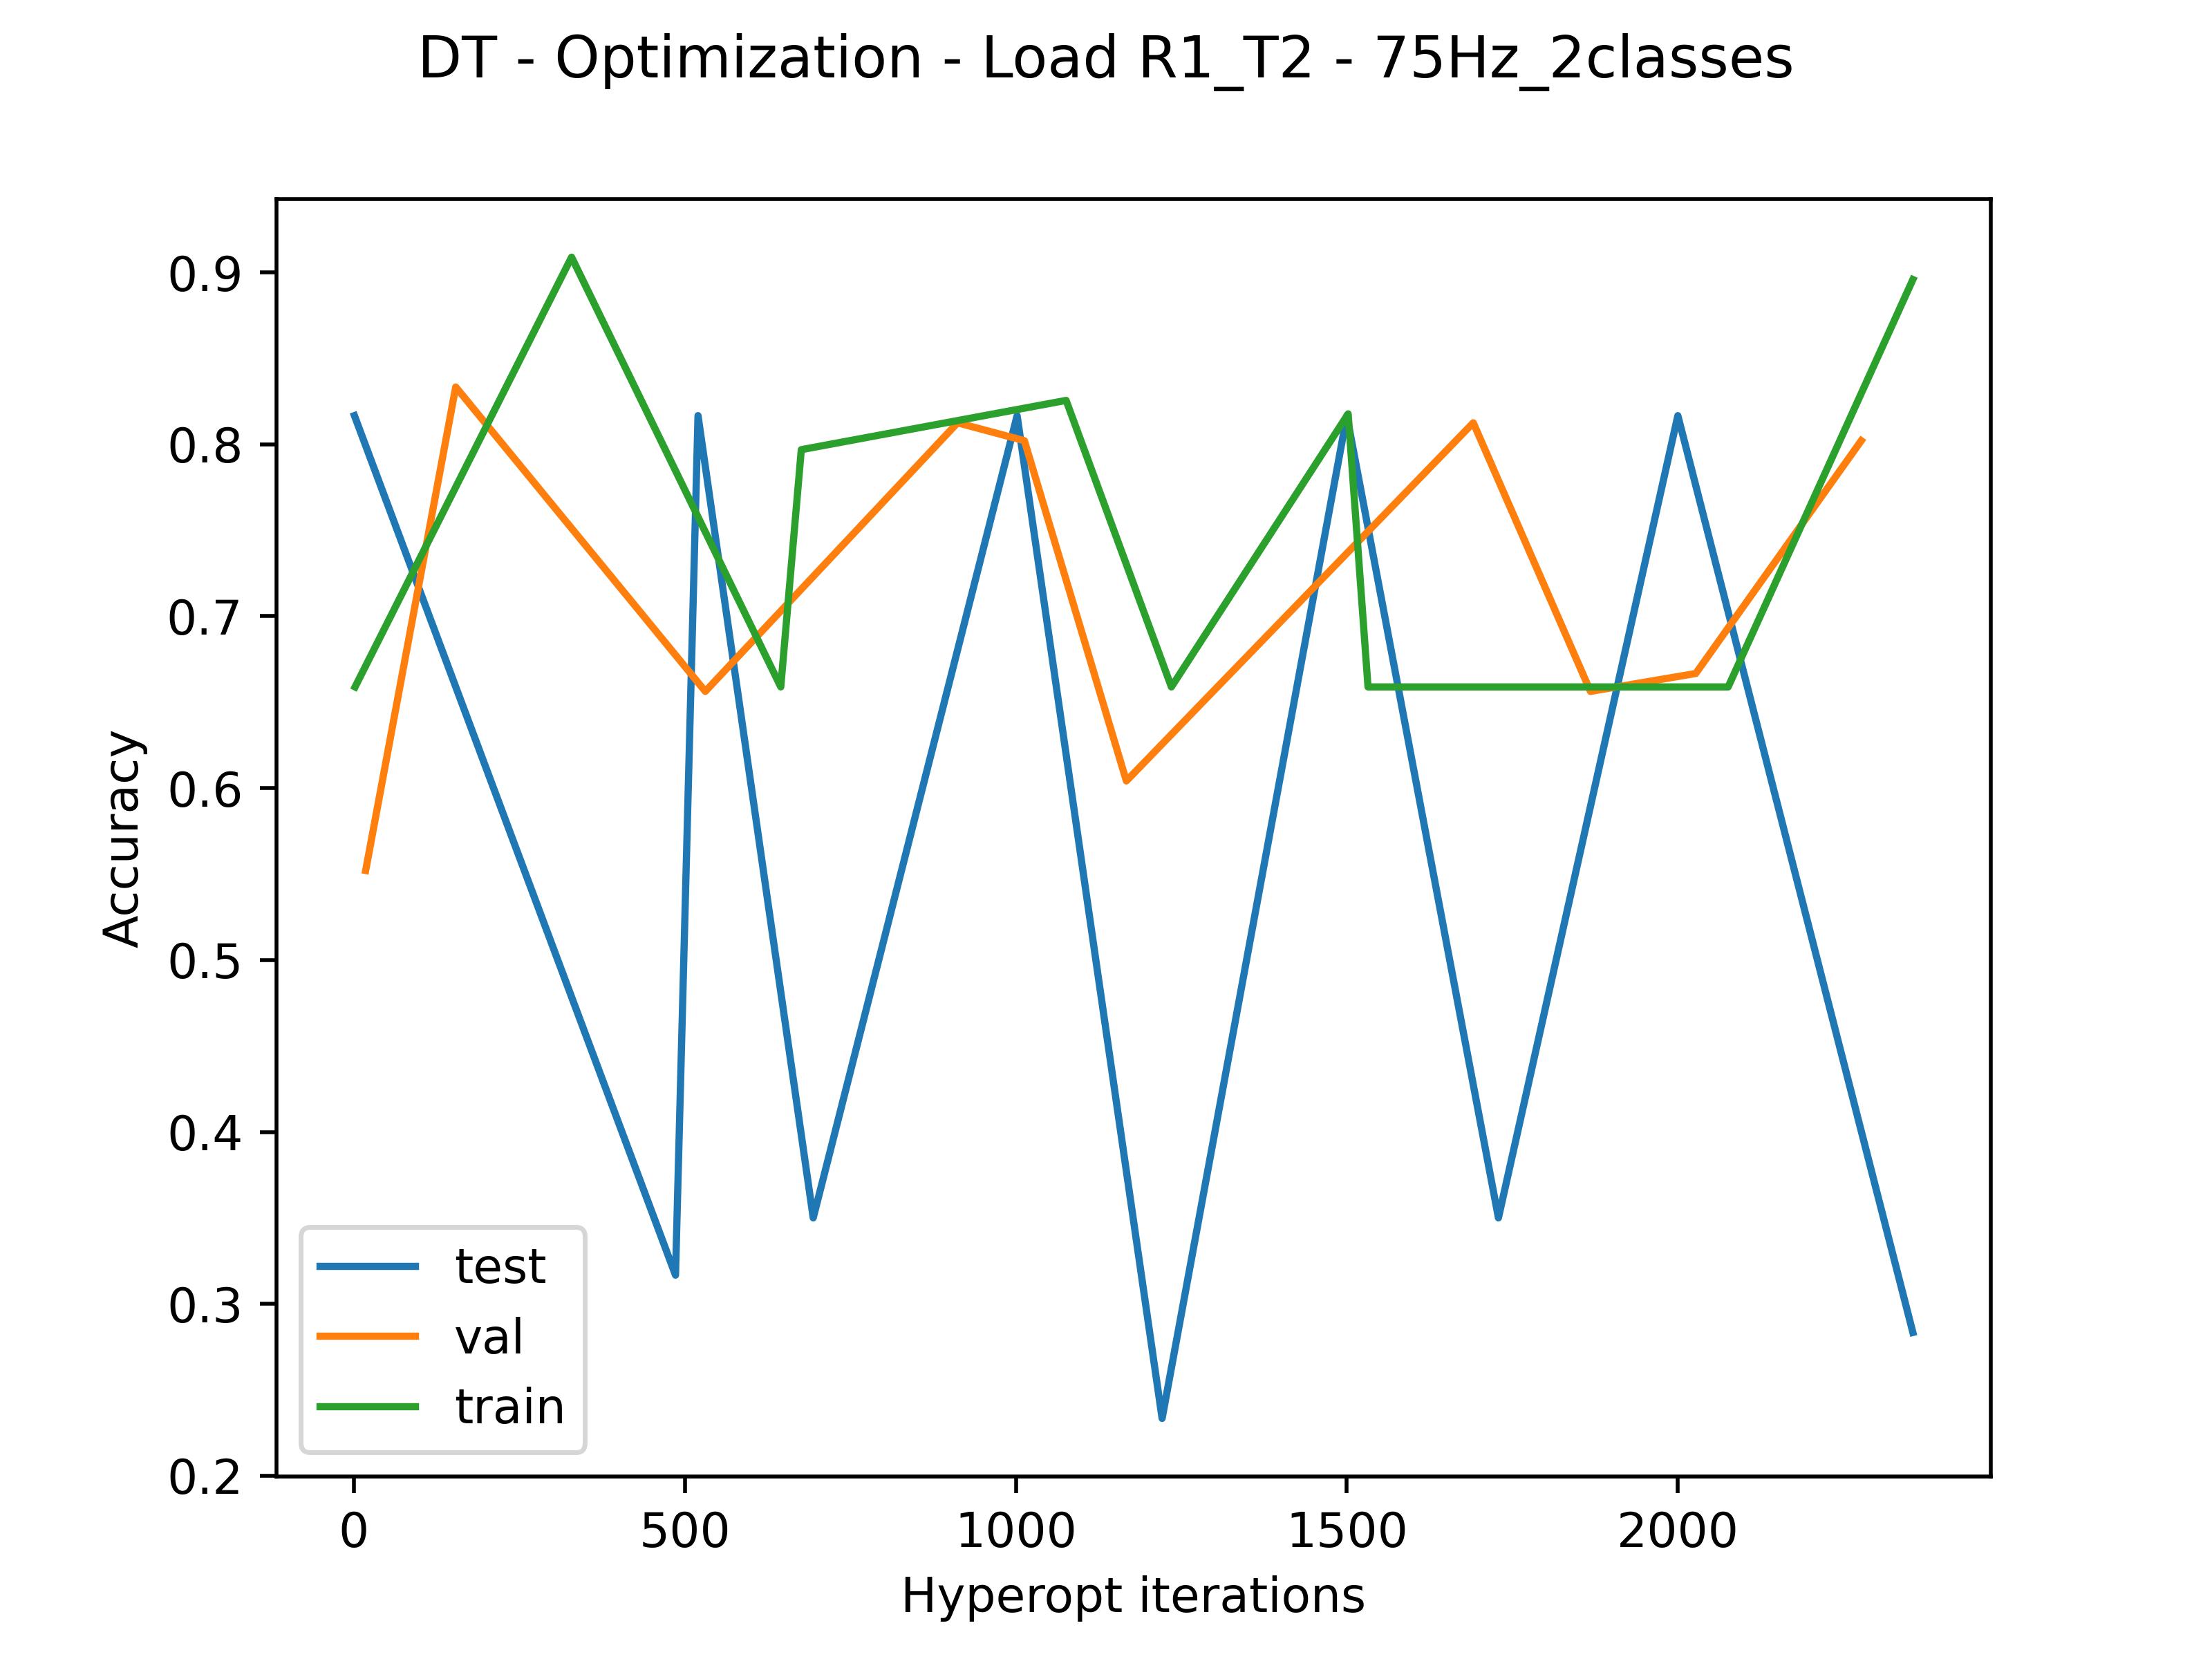 DT - Optimization - Load R1_T2 - 75Hz_2classes
0.9
0.8
0.7
0.6
0.5
0.4
0.3
0.2
Accuracy
test
val
train
0 500 1000 1500 2000
Hyperopt iterations